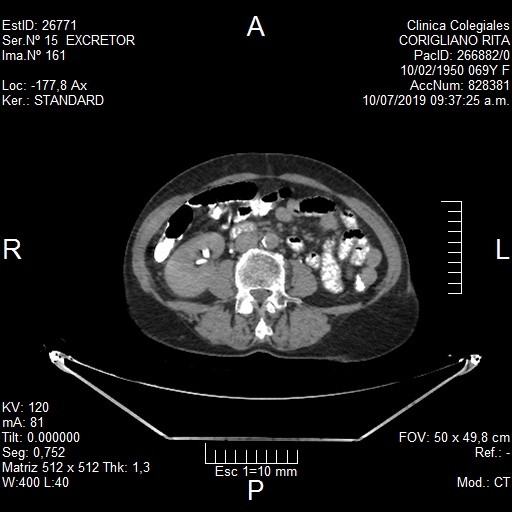 EstID: 26771
Ser.Nº 15 EXCRETOR
Ima.Nº 161
Loc: -177,8 Ax
Ker.: STANDARD
A
Clinica Colegiales
CORIGLIANO RITA
PacID: 266882/0
10/02/1950 069Y F
AccNum: 828381
10/07/2019 09:37:25 a.m.
R
L
KV: 120
mA: 81
Tilt: 0.000000
Seg: 0,752
Matriz 512 x 512 Thk: 1,3
W:400 L:40
Esc 1=10 mm
P
FOV: 50 x 49,8 cm
Ref.: -
Mod.: CT